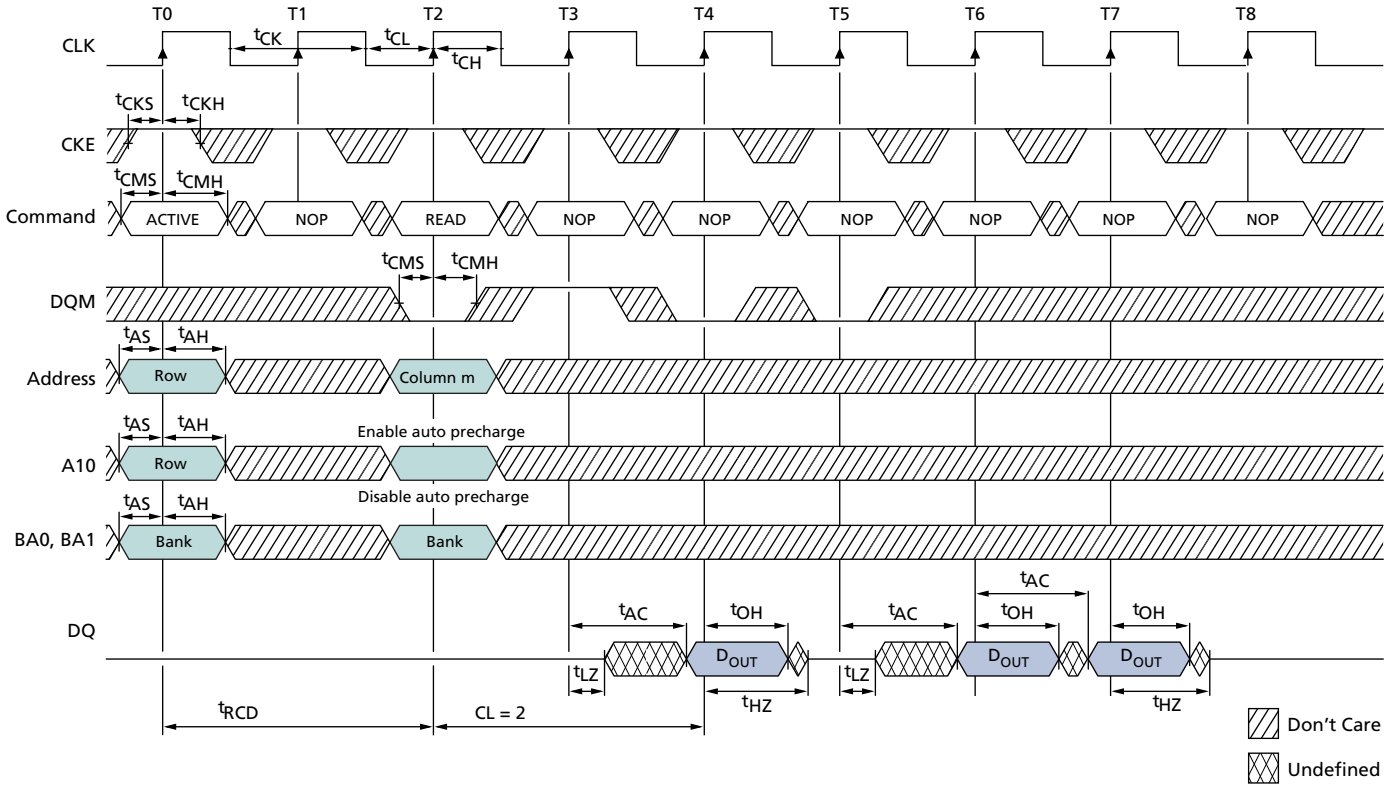 T0 T1 T2 T3 T4 T5 T6 T7 T8
CLK tCK tCL tCH
tCKS tCKH
CKE
tCMS tCMH
Command ACTIVE NOP READ NOP NOP NOP NOP NOP NOP
tCMS tCMH
DQM
tAS tAH
Address Row Column m
tAS tAH Enable auto precharge
A10 Row
Disable auto precharge
tAS tAH
BA0, BA1 Bank Bank
tAC
tAC tOH tAC tOH tOH
DQ
DOUT DOUT DOUT
tLZ tLZ
tHZ tHZ
tRCD CL = 2
Don't Care
Undefined